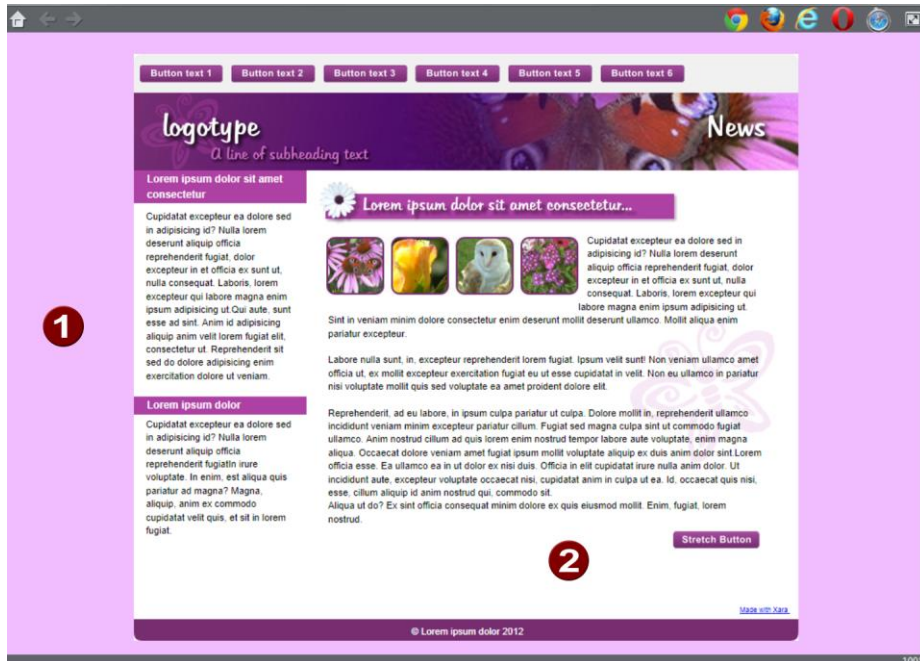 Button text 1 Button text 2 Button text 3 Button text 4 Button text 5 Button text 6
logotype
A line of subheading text
News
Lorem ipsum dolor sit amet
consectetur
Cupidatat excepteur ea dolore sed
in adipisicing id? Nulla lorem
deserunt aliquip officia
reprehenderit fugiat, dolor
excepteur in et officia ex sunt ut,
nulla consequat. Laboris, lorem
excepteur qui labore magna enim
ipsum adipisicing ut.Qui aute, sunt
esse ad sint. Anim id adipisicing
aliquip anim velit lorem fugiat elit,
consectetur ut. Reprehenderit sit
sed do dolore adipisicing enim
exercitation dolore ut veniam.
Lorem ipsum dolor
Cupidatat excepteur ea dolore sed
in adipisicing id? Nulla lorem
deserunt aliquip officia
reprehenderit fugiatIn irure
voluptate. In enim, est aliqua quis
pariatur ad magna? Magna,
aliquip, anim ex commodo
cupidatat velit quis, et sit in lorem
fugiat.
Lorem ipsum dolor sit amet consectetur...
Cupidatat excepteur ea dolore sed in
adipisicing id? Nulla lorem deserunt
aliquip officia reprehenderit fugiat, dolor
excepteur in et officia ex sunt ut, nulla
consequat. Laboris, lorem excepteur qui
labore magna enim ipsum adipisicing ut.
Sint in veniam minim dolore consectetur enim deserunt mollit deserunt ullamco. Mollit aliqua enim
pariatur excepteur.
Labore nulla sunt, in, excepteur reprehenderit lorem fugiat. Ipsum velit sunt! Non veniam ullamco amet
officia ut, ex mollit excepteur exercitation fugiat eu ut esse cupidatat in velit. Non eu ullamco in pariatur
nisi voluptate mollit quis sed voluptate ea amet proident dolore elit.
Reprehenderit, ad eu labore, in ipsum culpa pariatur ut culpa. Dolore mollit in, reprehenderit ullamco
incididunt veniam minim excepteur pariatur cillum. Fugiat sed magna culpa sint ut commodo fugiat
ullamco. Anim nostrud cillum ad quis lorem enim nostrud tempor labore aute voluptate, enim magna
aliqua. Occaecat dolore veniam amet fugiat ipsum mollit voluptate aliquip ex duis anim dolor sint.Lorem
officia esse. Ea ullamco ea in ut dolor ex nisi duis. Officia in elit cupidatat irure nulla anim dolor. Ut
incididunt aute, excepteur voluptate occaecat nisi, cupidatat anim in culpa ut ea. Id, occaecat quis nisi,
esse, cillum aliquip id anim nostrud qui, commodo sit.
Aliqua ut do? Ex sint officia consequat minim dolore ex quis eiusmod mollit. Enim, fugiat, lorem
nostrud.
Stretch Button
1
2
Made with Xara
© Lorem ipsum dolor 2012